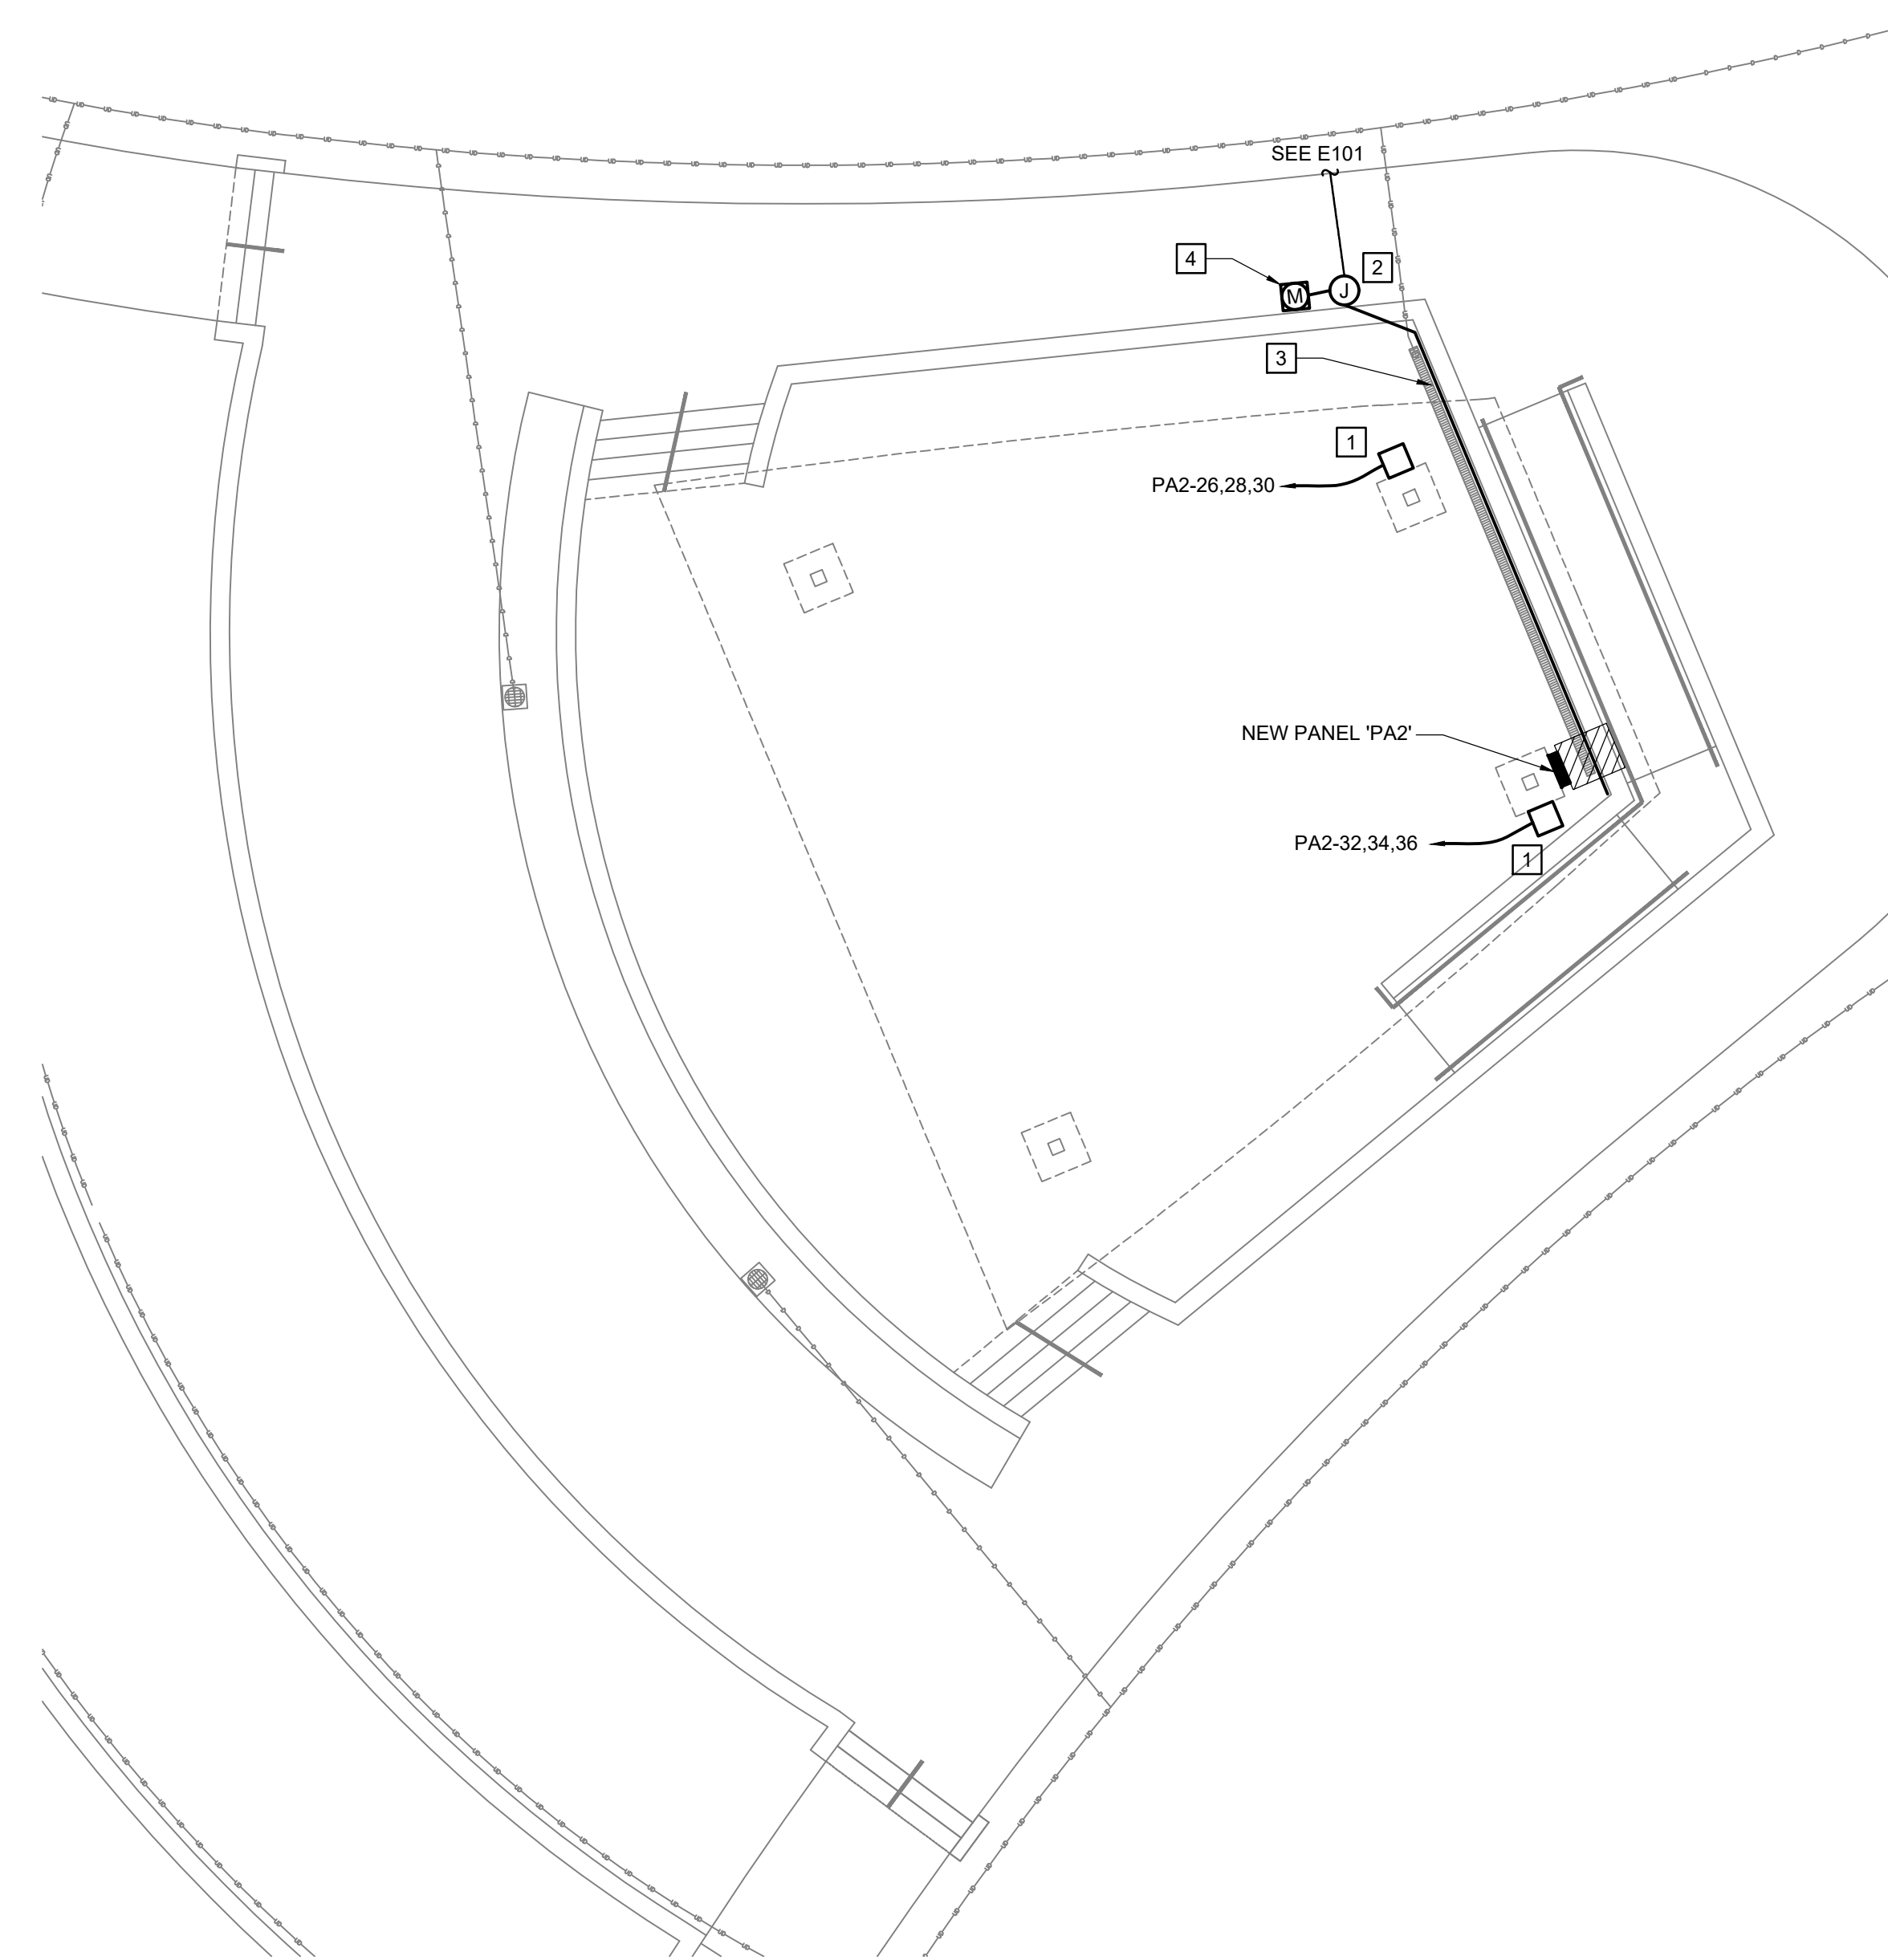 SEE E101
4
2
M
J
3
1
PA2-26,28,30
NEW PANEL 'PA2'
PA2-32,34,36
1